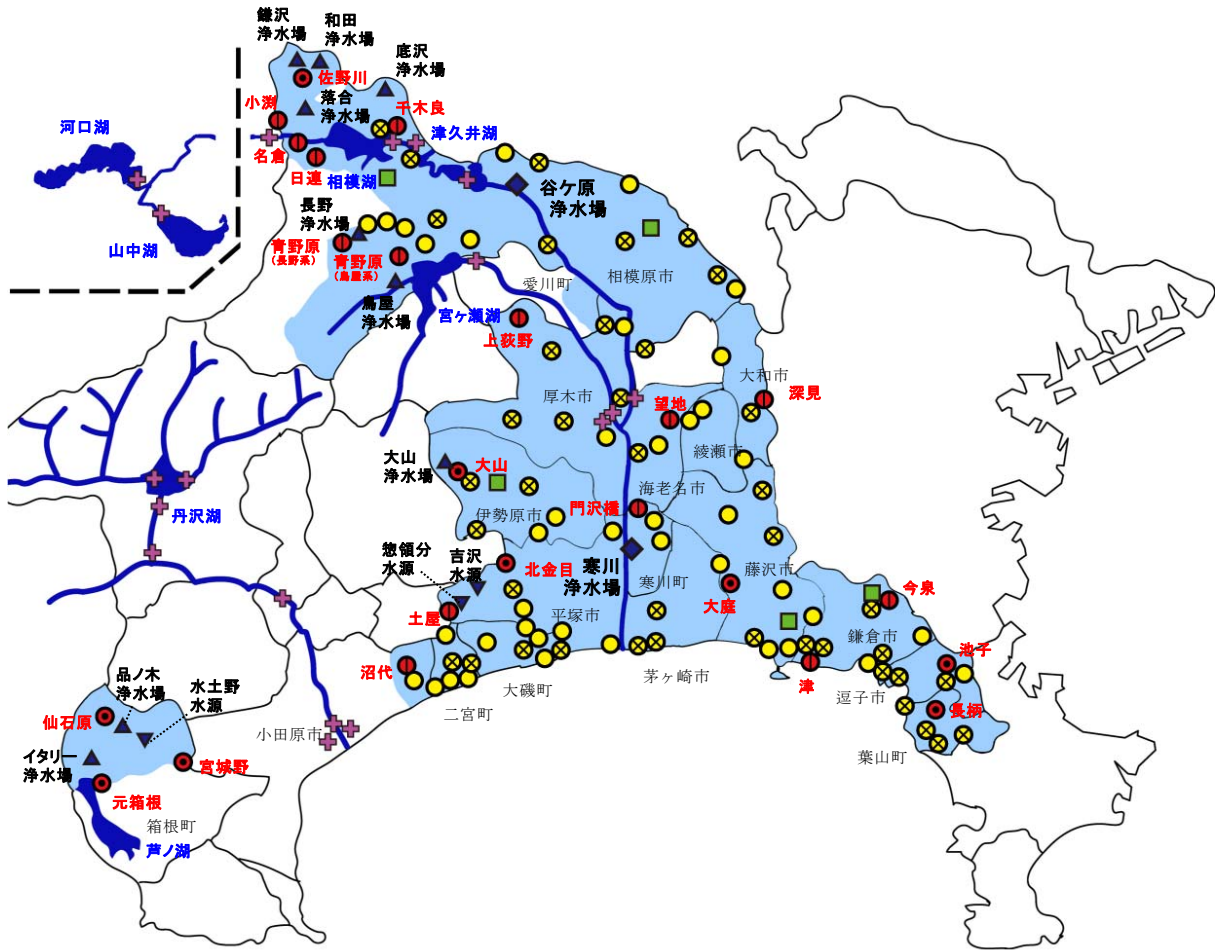 鎌沢
浄水場
和田
浄水場
底沢
浄水場
佐野川
小渕
落合
浄水場
千木良
河口湖
津久井湖
名倉
日連
相模湖
谷ケ原
浄水場
長野
浄水場
山中湖
青野原
(長野系)
青野原
(鳥屋系)
相模原市
愛川町
鳥屋
浄水場
宮ヶ瀬湖
上荻野
大和市
厚木市
望地
深見
綾瀬市
大山
浄水場
大山
海老名市
門沢橋
丹沢湖
伊勢原市
惣領分
水源
吉沢
水源
北金目
寒川
浄水場
寒川町
藤沢市
大庭
今泉
土屋
平塚市
鎌倉市
池子
沼代
津
品ノ木
浄水場
水土野
水源
大磯町
茅ヶ崎市
逗子市
二宮町
長柄
仙石原
小田原市
イタリー
浄水場
宮城野
葉山町
元箱根
箱根町
芦ノ湖